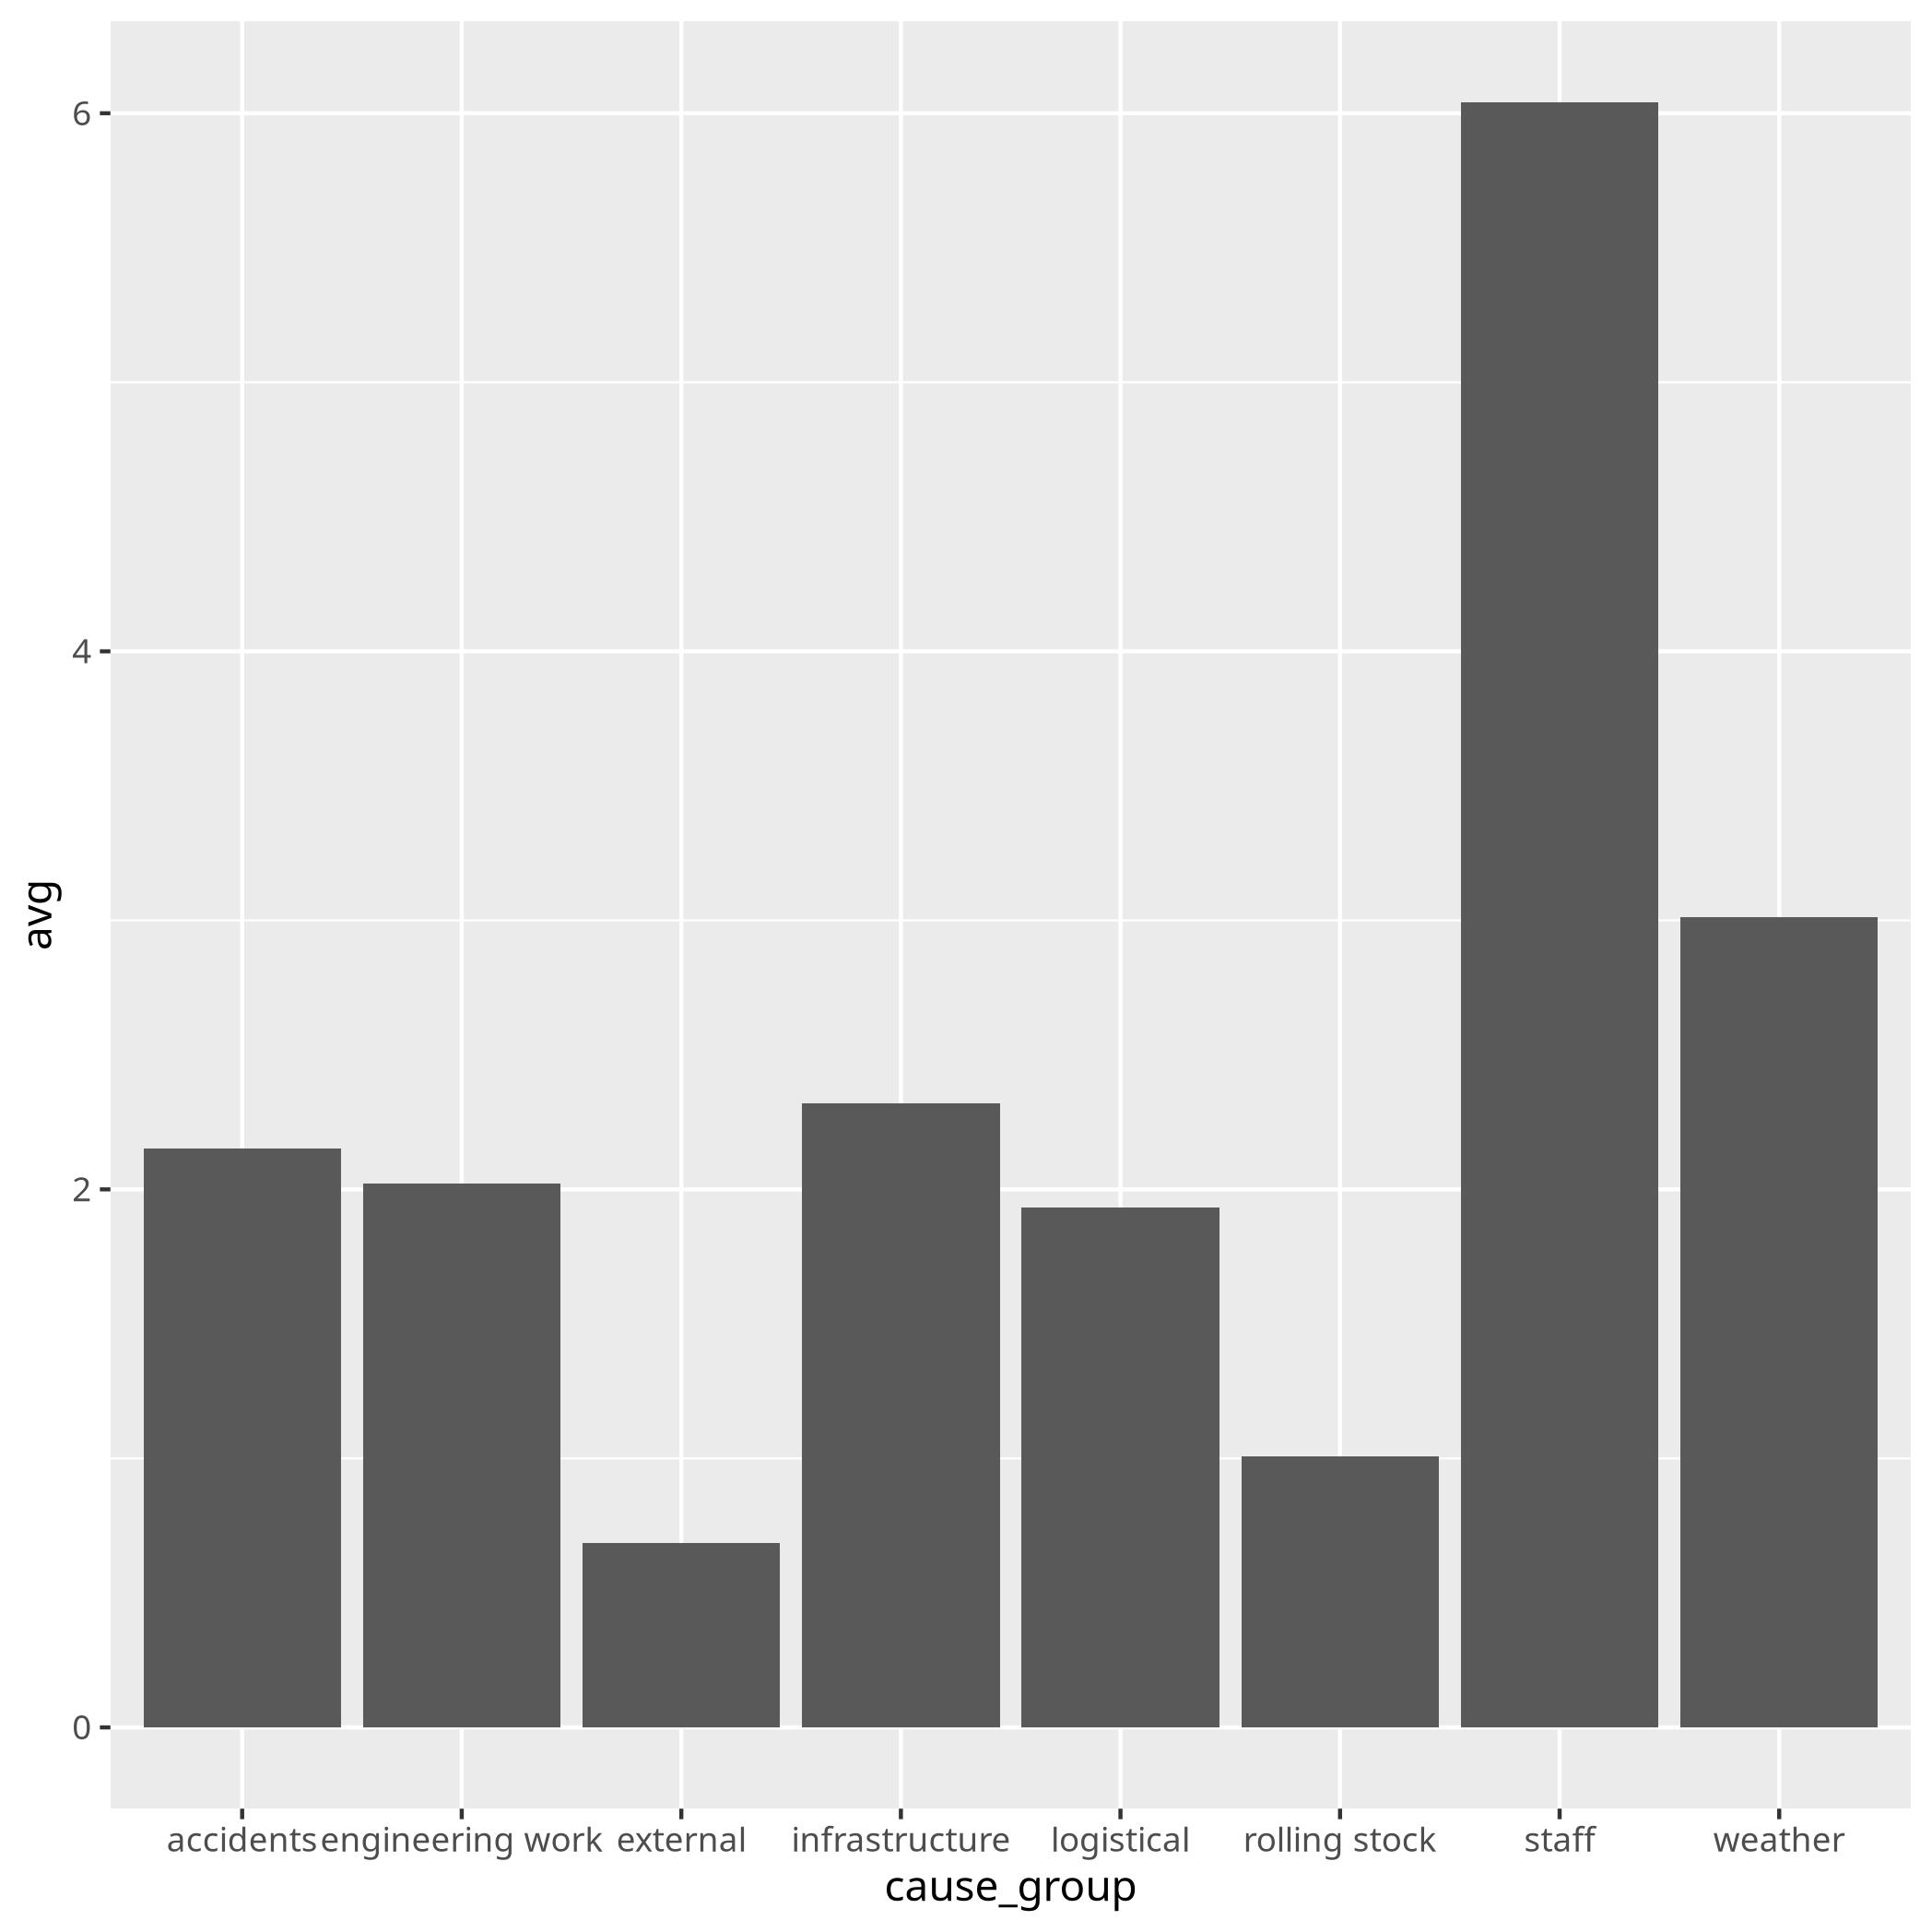 avg
6
4
2
0
accidents engineering work external infrastructure logistical rolling stock staff weather
cause_group